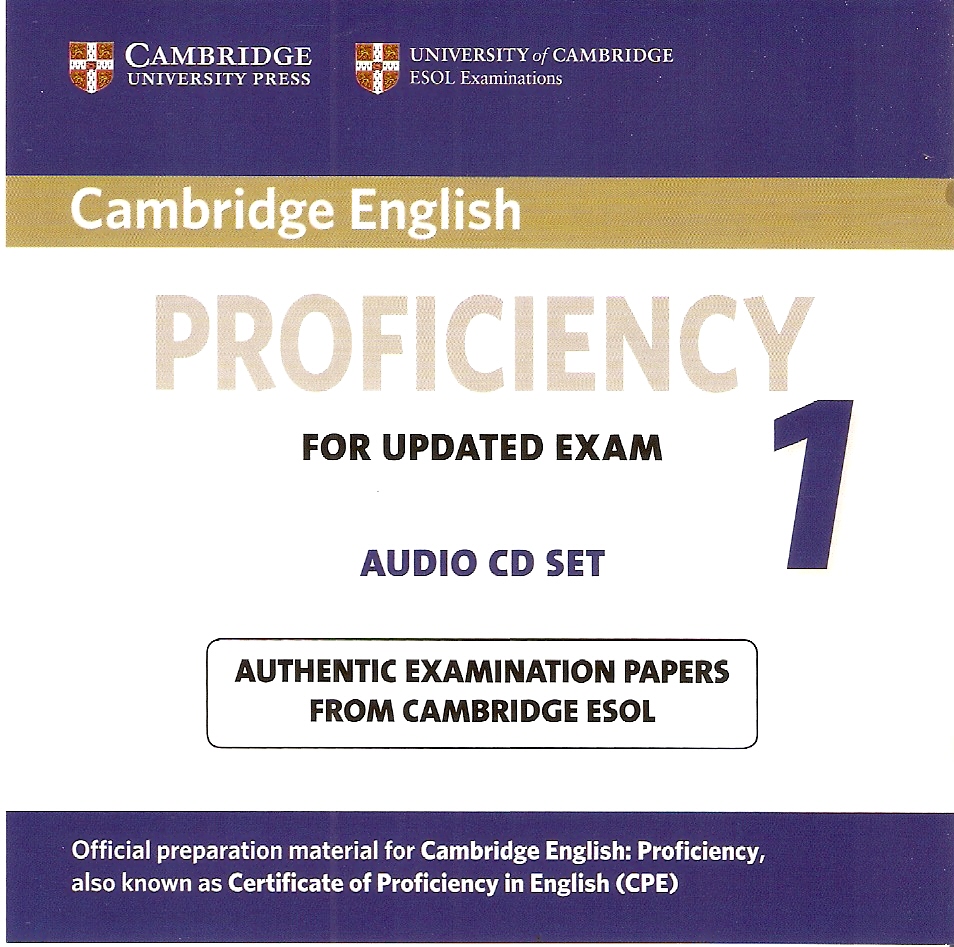 CAMBRIDGE
UNIVERSITY PRESS
UNIVERSITY of CAMBRIDGE
ESOL Examinations
Cambridge English
PROFICIENCY
1
FOR UPDATED EXAM
AUDIO CD SET
AUTHENTIC EXAMINATION PAPERS
FROM CAMBRIDGE ESOL
Official preparation material for Cambridge English: Proficiency,
also known as Certificate of Proficiency in English (CPE)